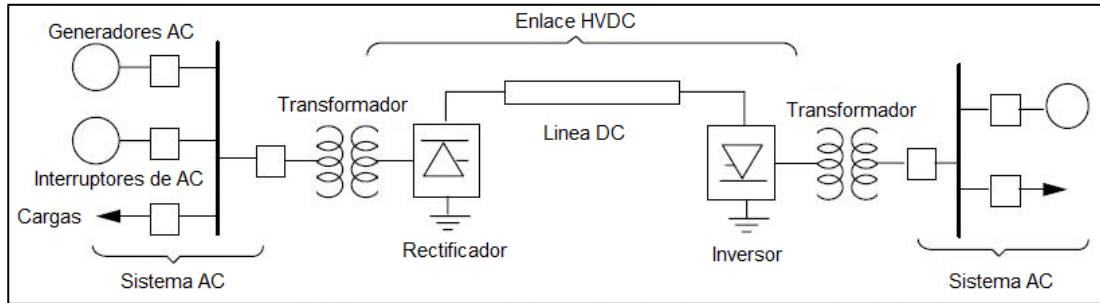 Enlace HVDC
Generadores AC
Transformador
Linea DC
Transformador
Interruptores de AC
Cargas
Rectificador
Inversor
Sistema AC
Sistema AC